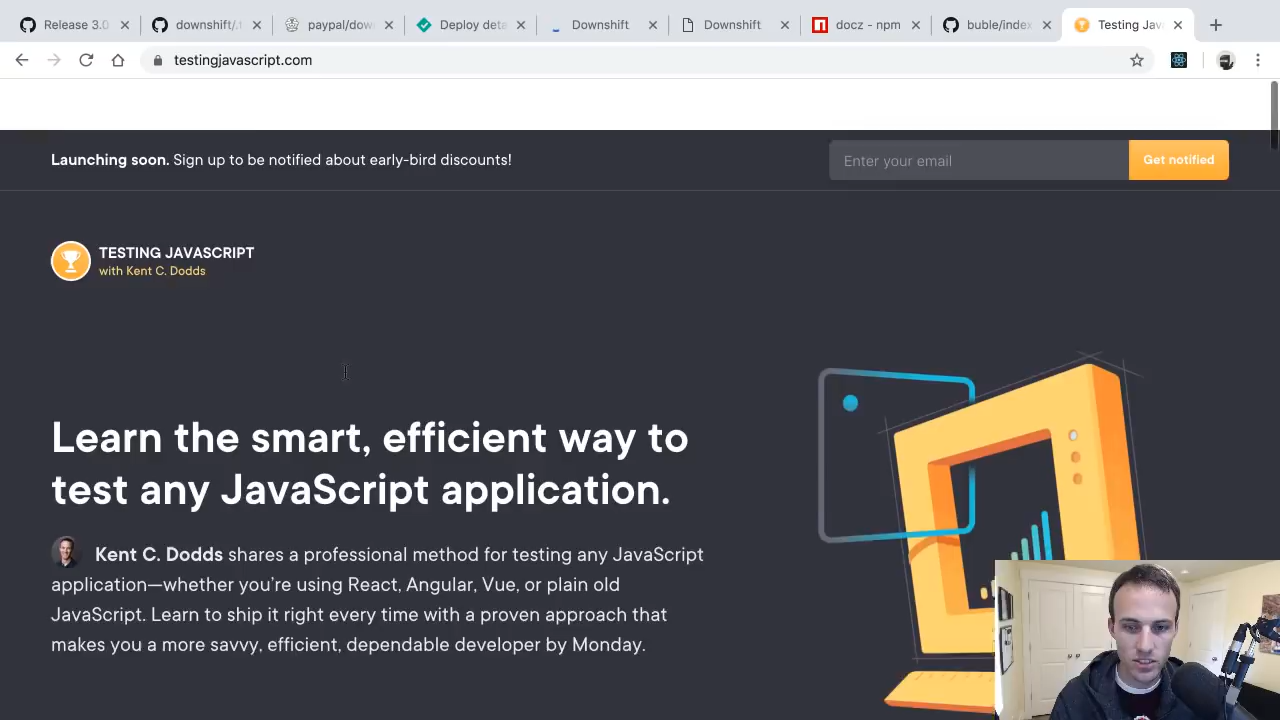 Release 3.0
downshift/.f
paypal/dow
Deploy deta
Downshift
Downshift
docz - npm
buble/index
Testing Jav
testingjavascript.com
Launching soon. Sign up to be notified about early-bird discounts!
Enter your email
Get notified
TESTING JAVASCRIPT
with Kent C. Dodds
Learn the smart, efficient way to
test any JavaScript application.
Kent C. Dodds shares a professional method for testing any JavaScript
application—whether you’re using React, Angular, Vue, or plain old
JavaScript. Learn to ship it right every time with a proven approach that
makes you a more savvy, efficient, dependable developer by Monday.